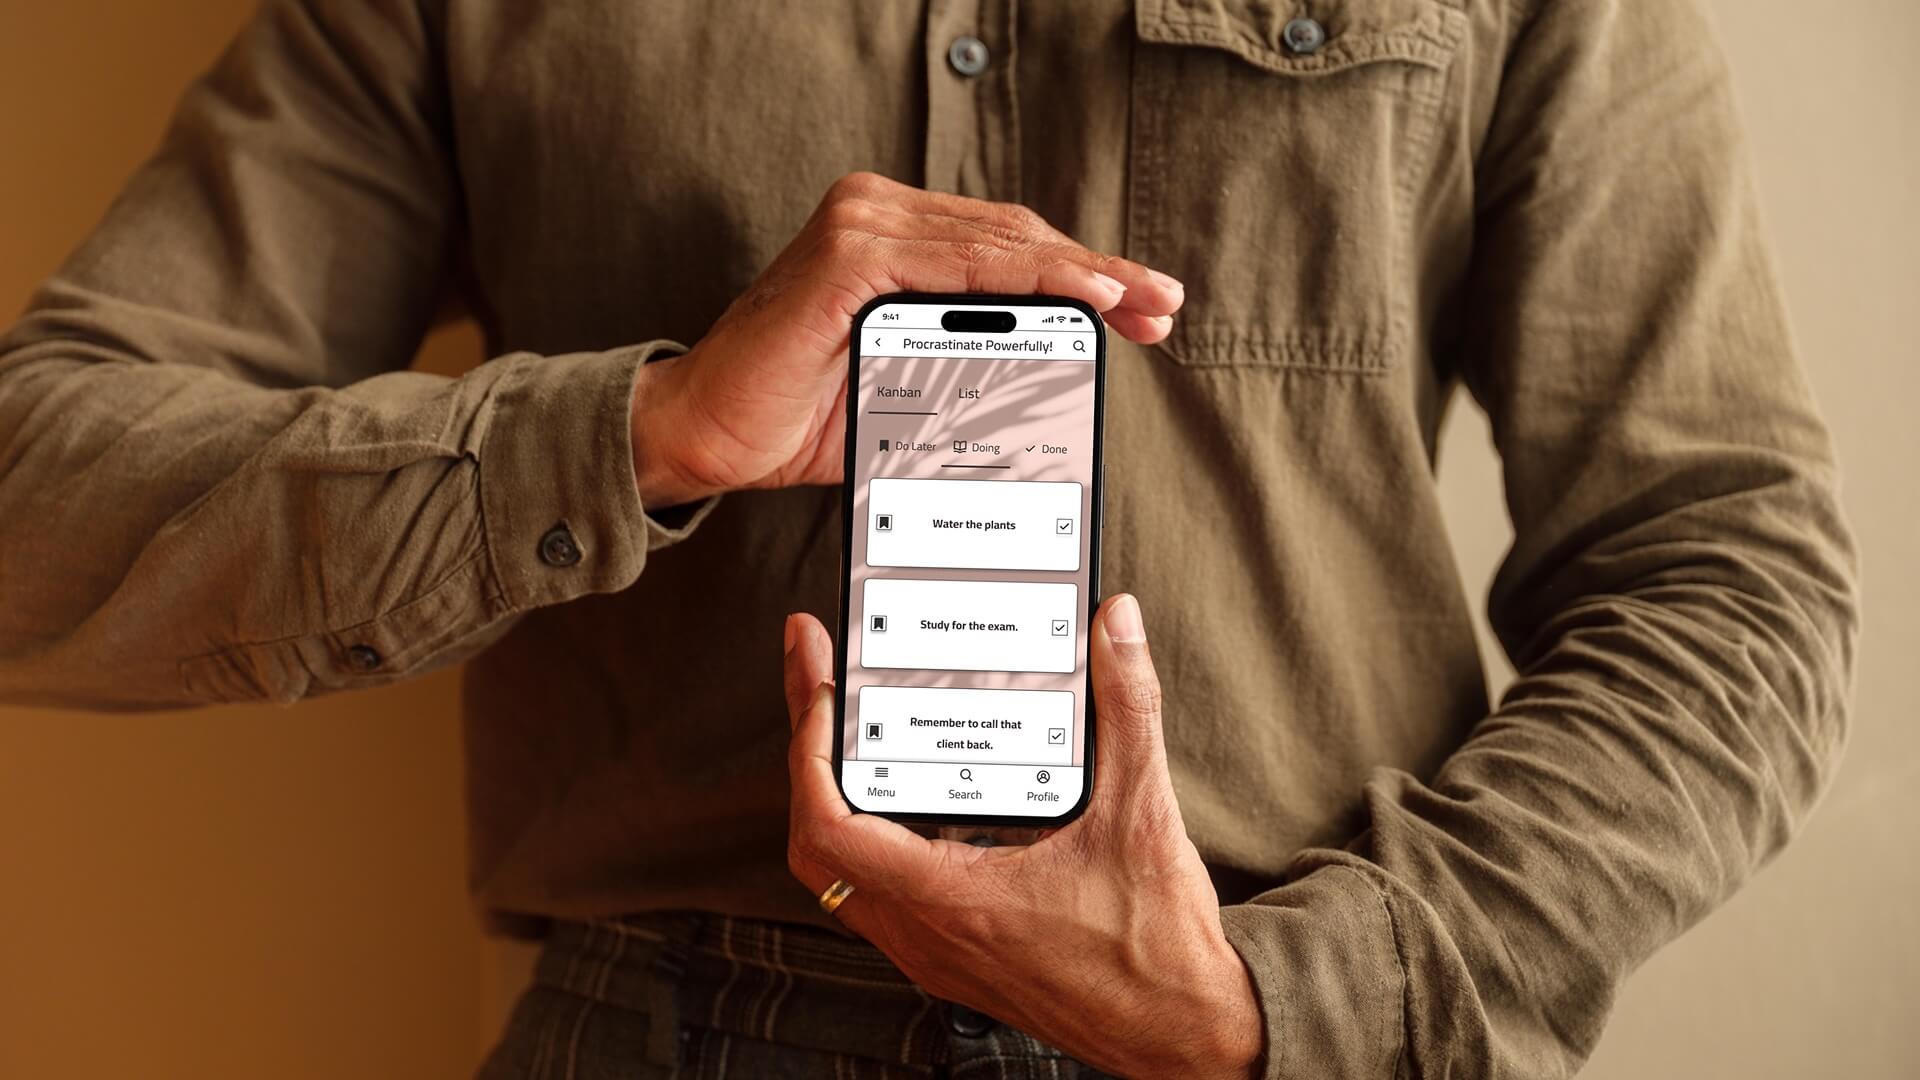 9:41
Procrastinate Powerfully!
Kanban List
Do Later Doing Done
Water the plants
Study for the exam.
Remember to call that
client back.
Menu Search Profile